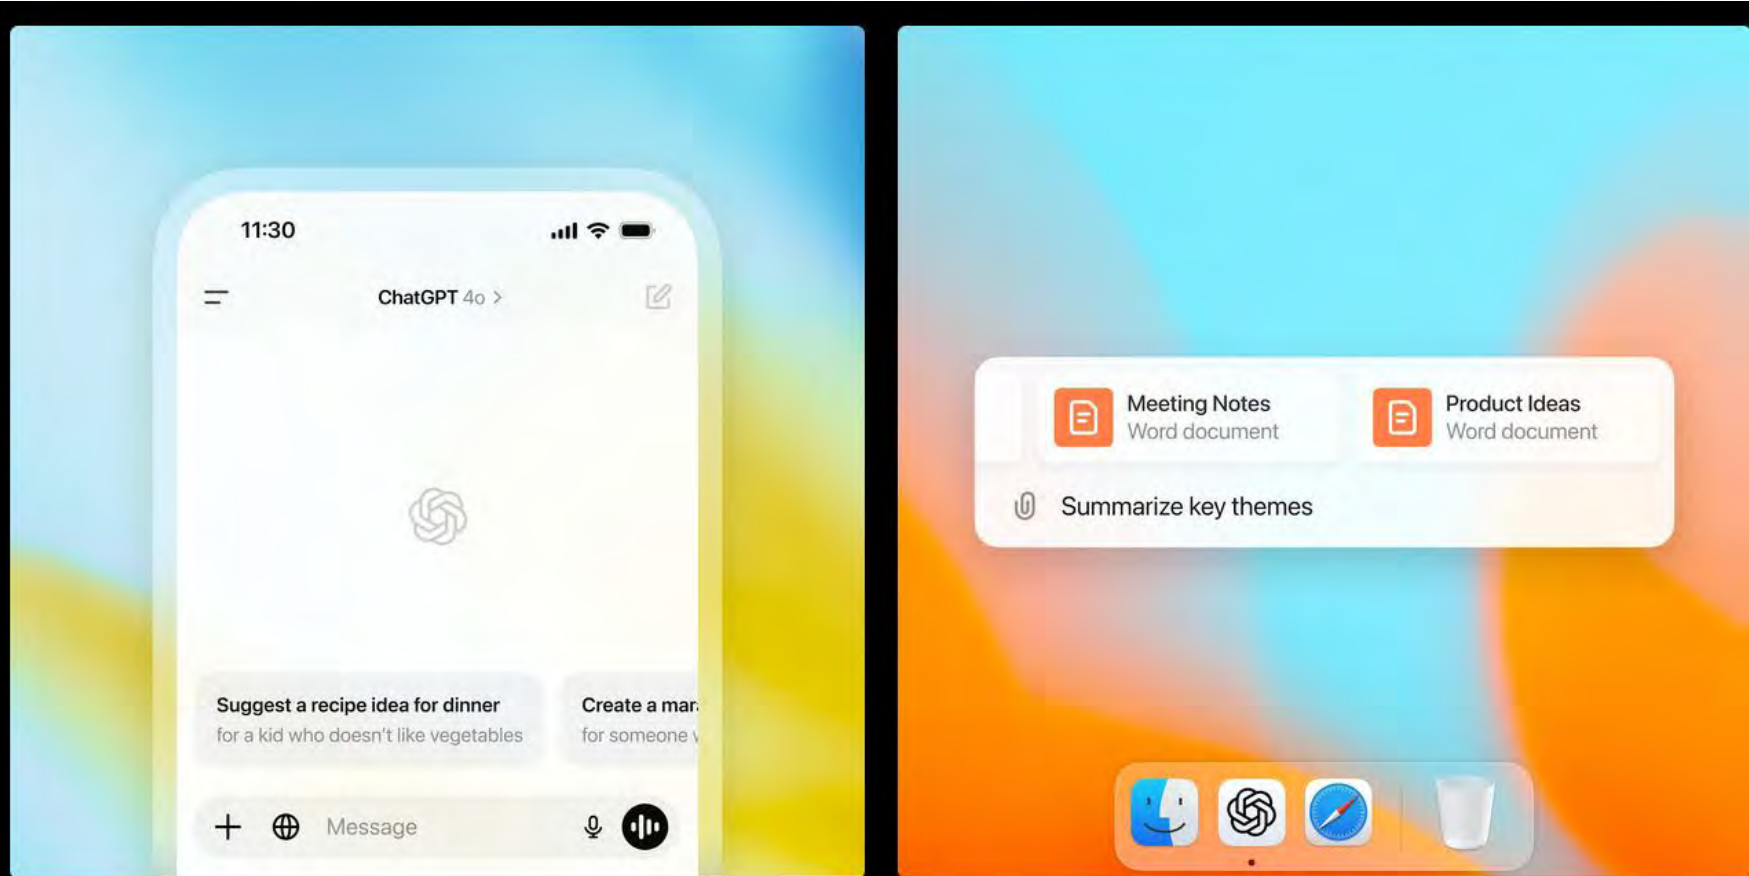 11:30
ChatGPT 4o >
Suggest a recipe idea for dinner
for a kid who doesn't like vegetables
Create a mar
for someone
Message
Meeting Notes
Word document
Product Ideas
Word document
Summarize key themes